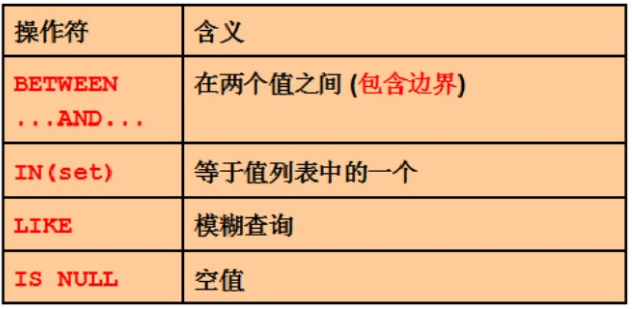 操作符 含义
BETWEEN 在两个值之间 (包含边界)
...AND...
IN(set) 等于值列表中的一个
LIKE 模糊查询
IS NULL 空值